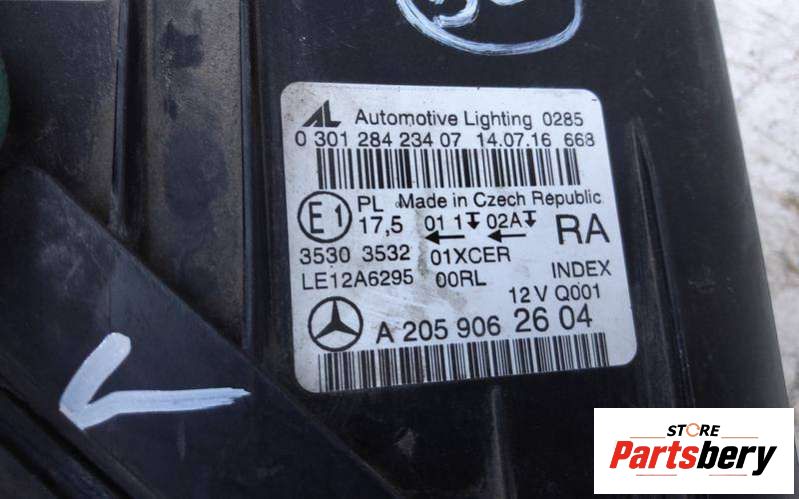 AL Automotive Lighting 0285
0 301 284 234 07 14.07.16 668
E1 PL Made in Czech Republic
17,5 01 1 02A RA
3530 3532 01XCER
LE12A6295 00RL INDEX
12 V Q001
A 205 906 26 04
STORE
Partsbery